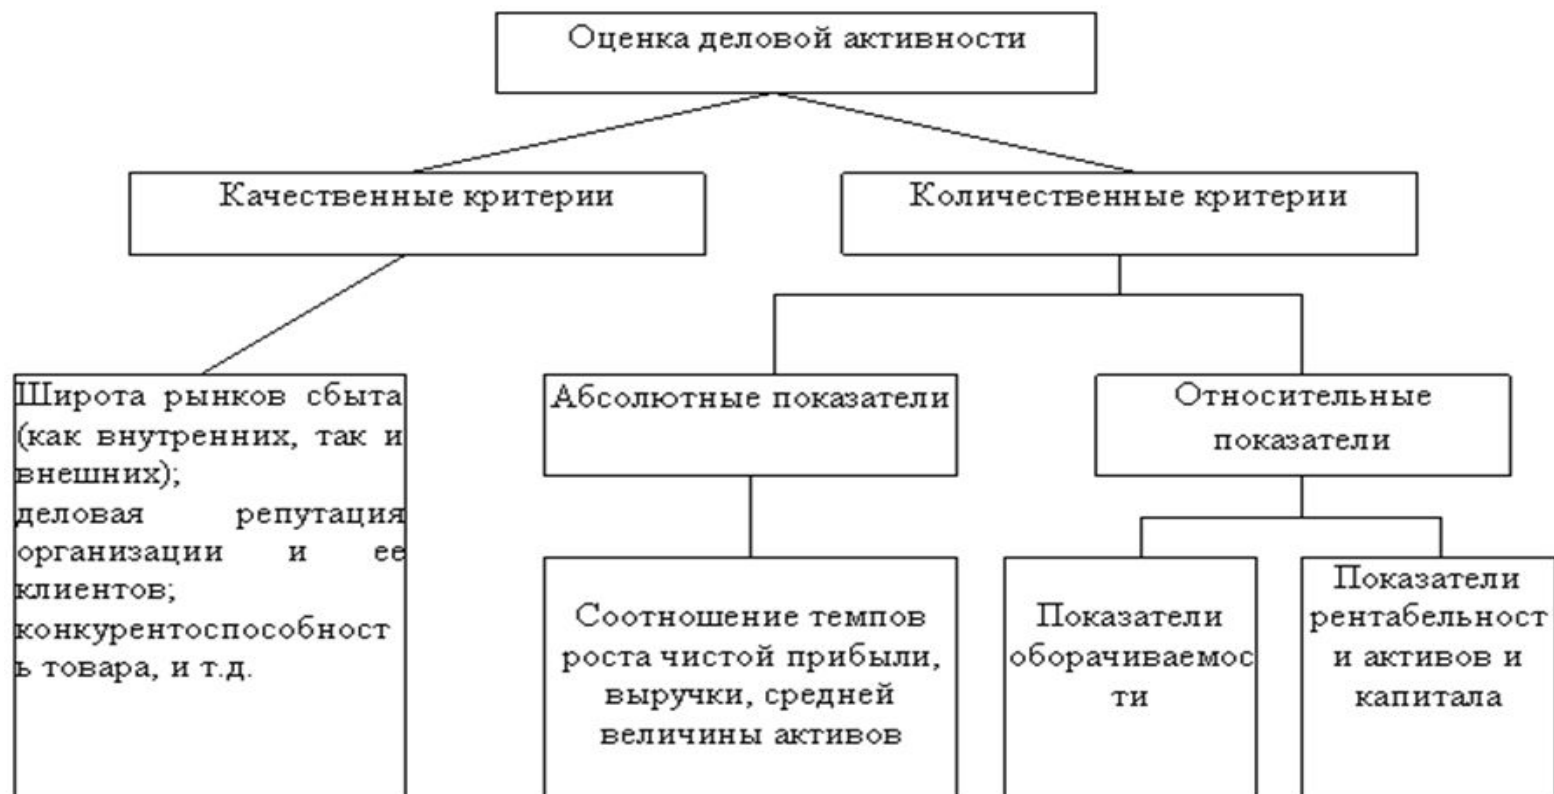 Оценка деловой активности
Качественные критерии
Количественные критерии
Широта рынков сбыта
(как внутренних, так и
внешних);
деловая репутация
организации и ее
клиентов;
конкурентоспособност
ь товара, и т.д.
Абсолютные показатели
Относительные
показатели
Соотношение темпов
роста чистой прибыли,
выручки, средней
величины активов
Показатели
оборачиваемос
ти
Показатели
рентабельност
и активов и
капитала